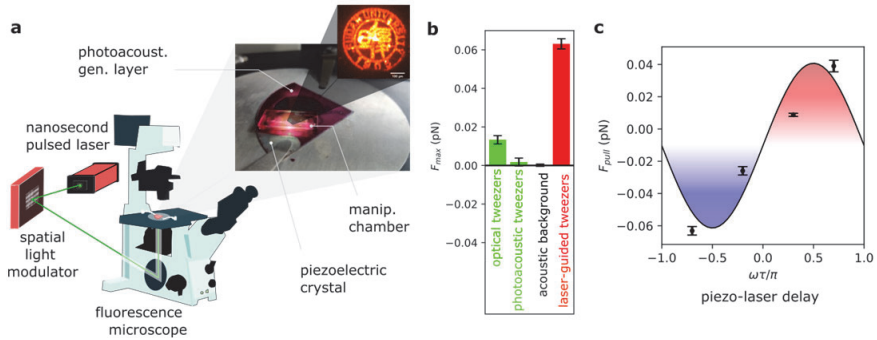 a
photoacoust.
gen. layer
nanosecond
pulsed laser
spatial
light
modulator
fluorescence
microscope
manip.
chamber
piezoelectric
crystal
b
0.06
0.04
0.02
0.00
−0.02
−0.04
F_max (pN)
optical tweezers
photoacoustic tweezers
acoustic background
laser-guided tweezers
c
0.04
0.02
0.00
−0.02
−0.04
−0.06
F_pull (pN)
−1.0 −0.5 0.0 0.5 1.0
ωτ/π
piezo-laser delay